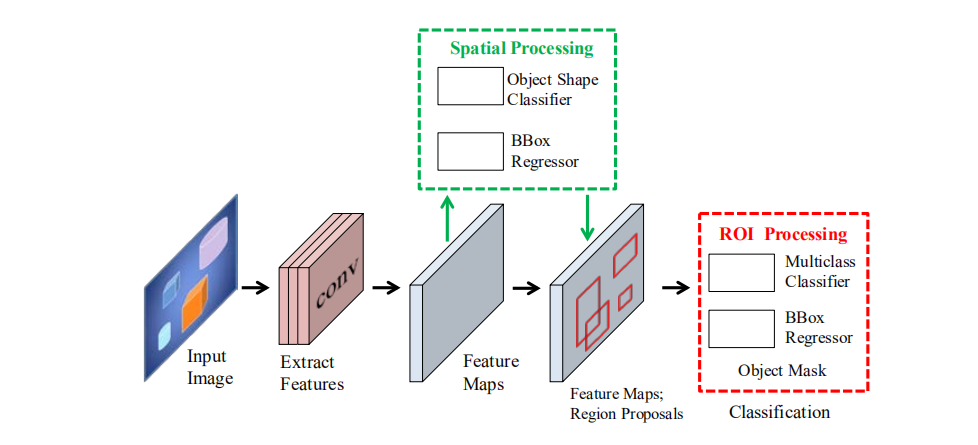 Spatial Processing
Object Shape
Classifier
BBox
Regressor
ROI  Processing
Multiclass
Classifier
BBox
Regressor
Object Mask
Classification
conv
Input
Image
Extract
Features
Feature
Maps
Feature Maps;
Region Proposals